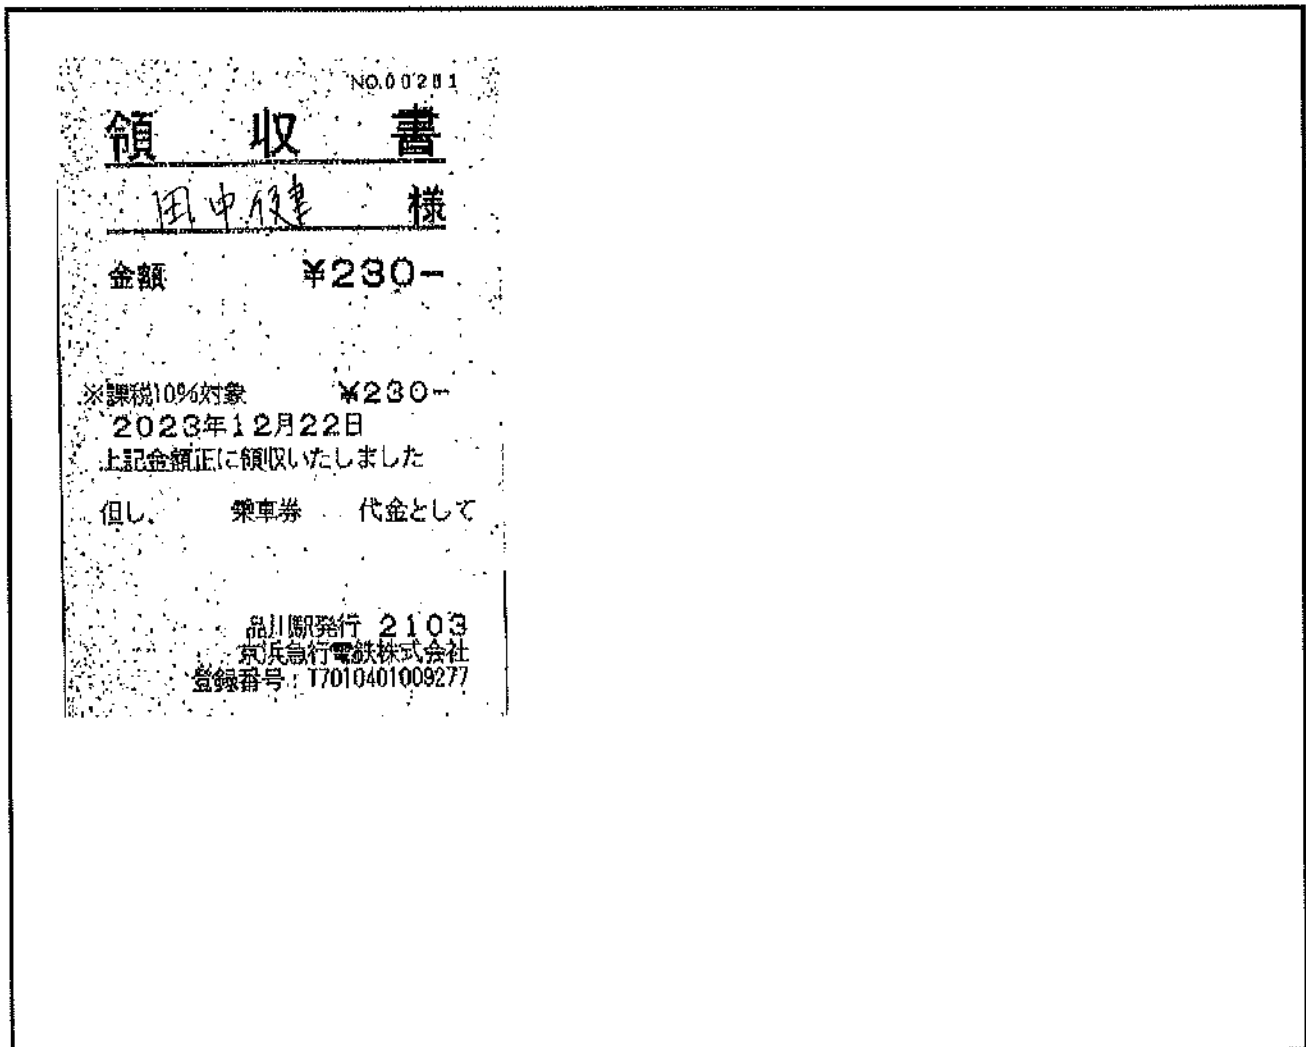 NO.00201
領 収 書
田中健 様
金額 ¥230-
※課税10%対象 ¥230-
2023年12月22日
上記金額正に領収いたしました
但し、 乗車券 代金として
品川駅発行 2103
京浜急行電鉄株式会社
登録番号：T7010401009277